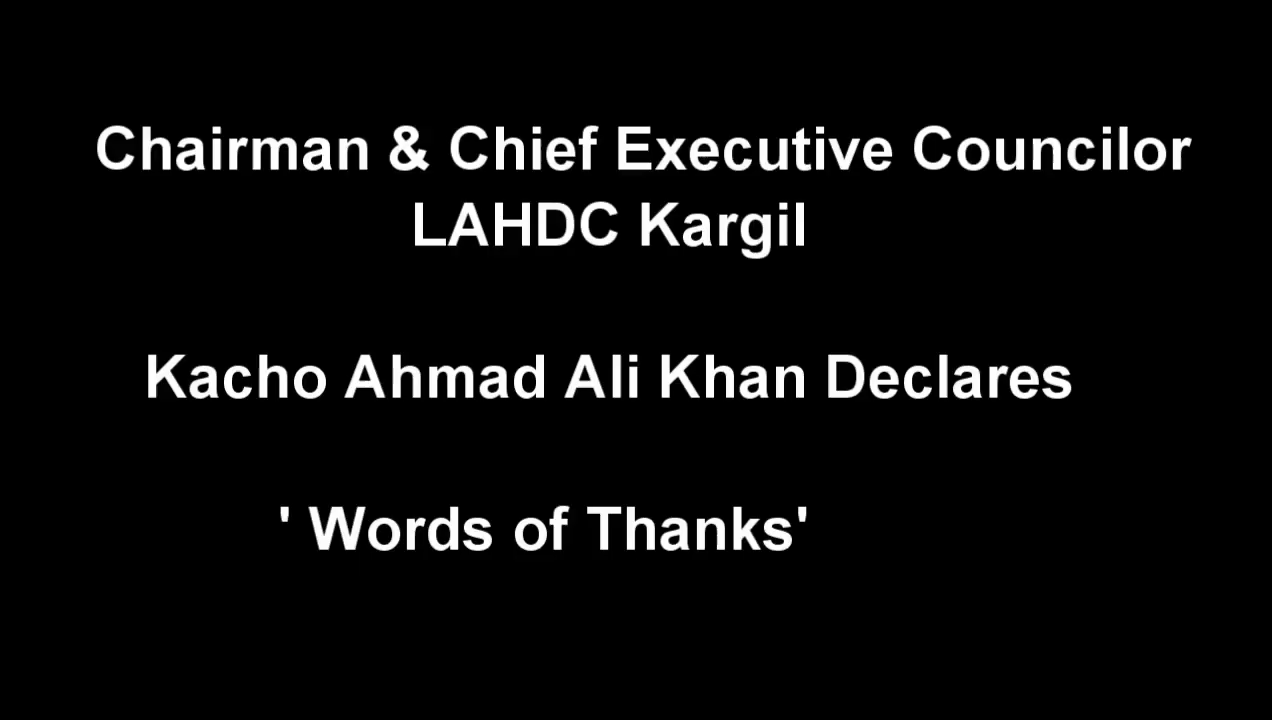 Chairman & Chief Executive Councilor
LAHDC Kargil
Kacho Ahmad Ali Khan Declares
' Words of Thanks'